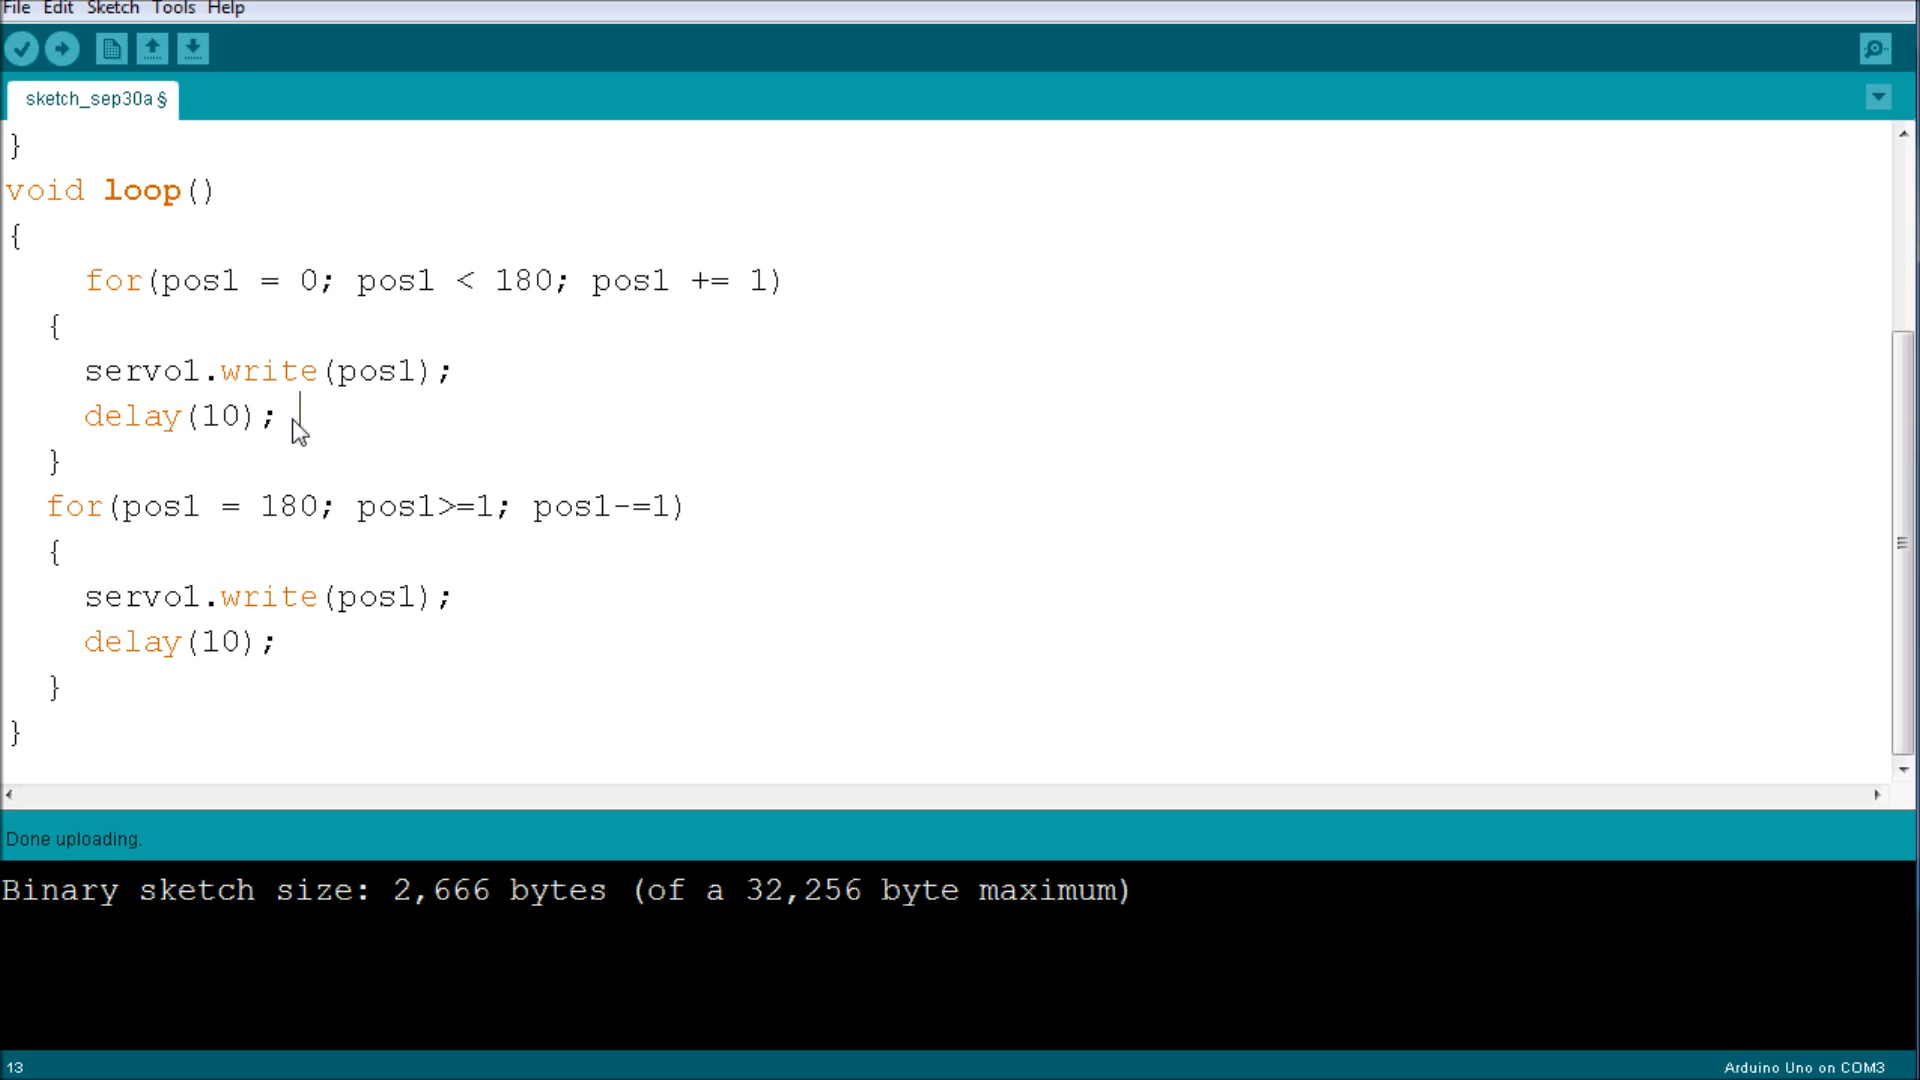 File Edit Sketch Tools Help
sketch_sep30a §
}
void loop()
{
    for(pos1 = 0; pos1 < 180; pos1 += 1)
  {
    servo1.write(pos1);
    delay(10);
  }
  for(pos1 = 180; pos1>=1; pos1-=1)
  {
    servo1.write(pos1);
    delay(10);
  }
}
Done uploading.
Binary sketch size: 2,666 bytes (of a 32,256 byte maximum)
13 Arduino Uno on COM3